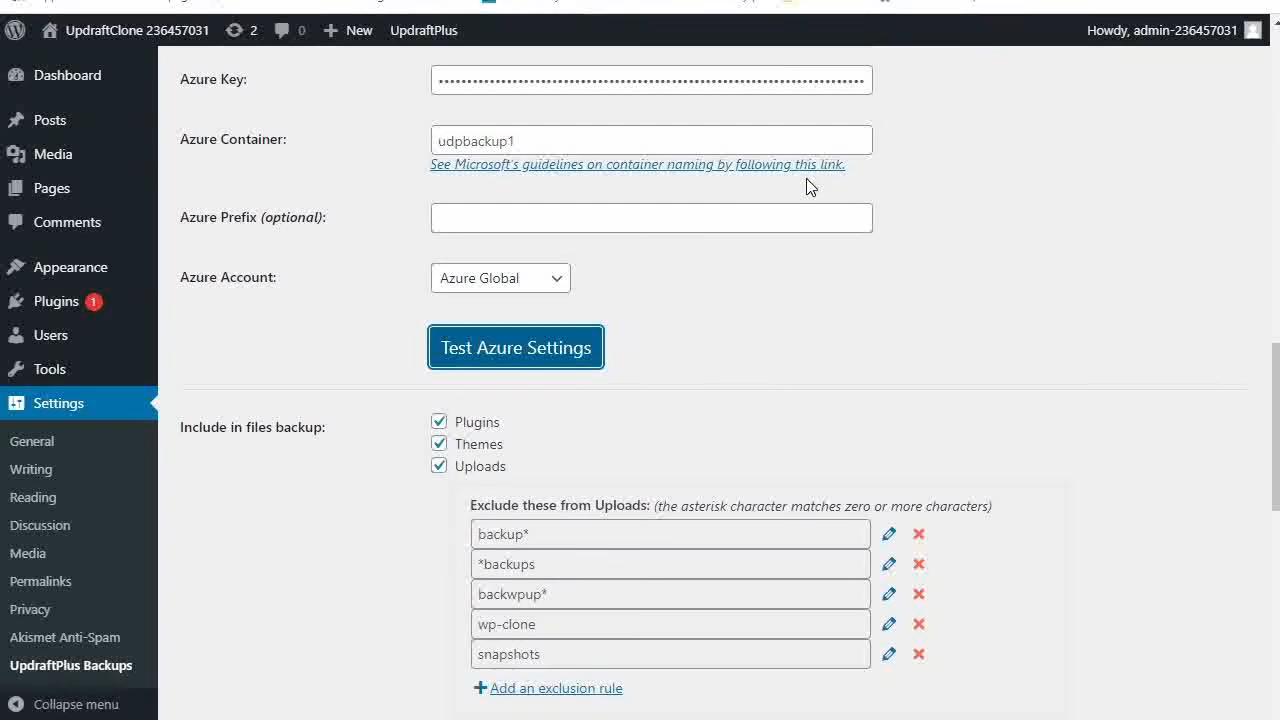 UpdraftClone 236457031 2 0 New UpdraftPlus Howdy, admin-236457031
Dashboard
Posts
Media
Pages
Comments
Appearance
Plugins 1
Users
Tools
Settings
General
Writing
Reading
Discussion
Media
Permalinks
Privacy
Akismet Anti-Spam
UpdraftPlus Backups
Collapse menu
Azure Key: ••••••••••••••••••••••••••••••••••••••••••••••••••••••••••••••••••••••••••
Azure Container: udpbackup1
See Microsoft's guidelines on container naming by following this link.
Azure Prefix (optional):
Azure Account: Azure Global
Test Azure Settings
Include in files backup: Plugins
Themes
Uploads
Exclude these from Uploads: (the asterisk character matches zero or more characters)
backup*
*backups
backwpup*
wp-clone
snapshots
Add an exclusion rule